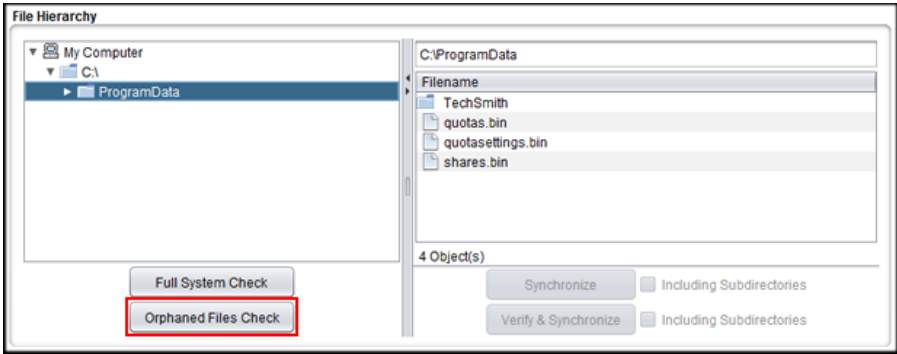 File Hierarchy
My Computer
C:\
ProgramData
Full System Check
Orphaned Files Check
C:\ProgramData
Filename
TechSmith
quotas.bin
quotasettings.bin
shares.bin
4 Object(s)
Synchronize Including Subdirectories
Verify & Synchronize Including Subdirectories